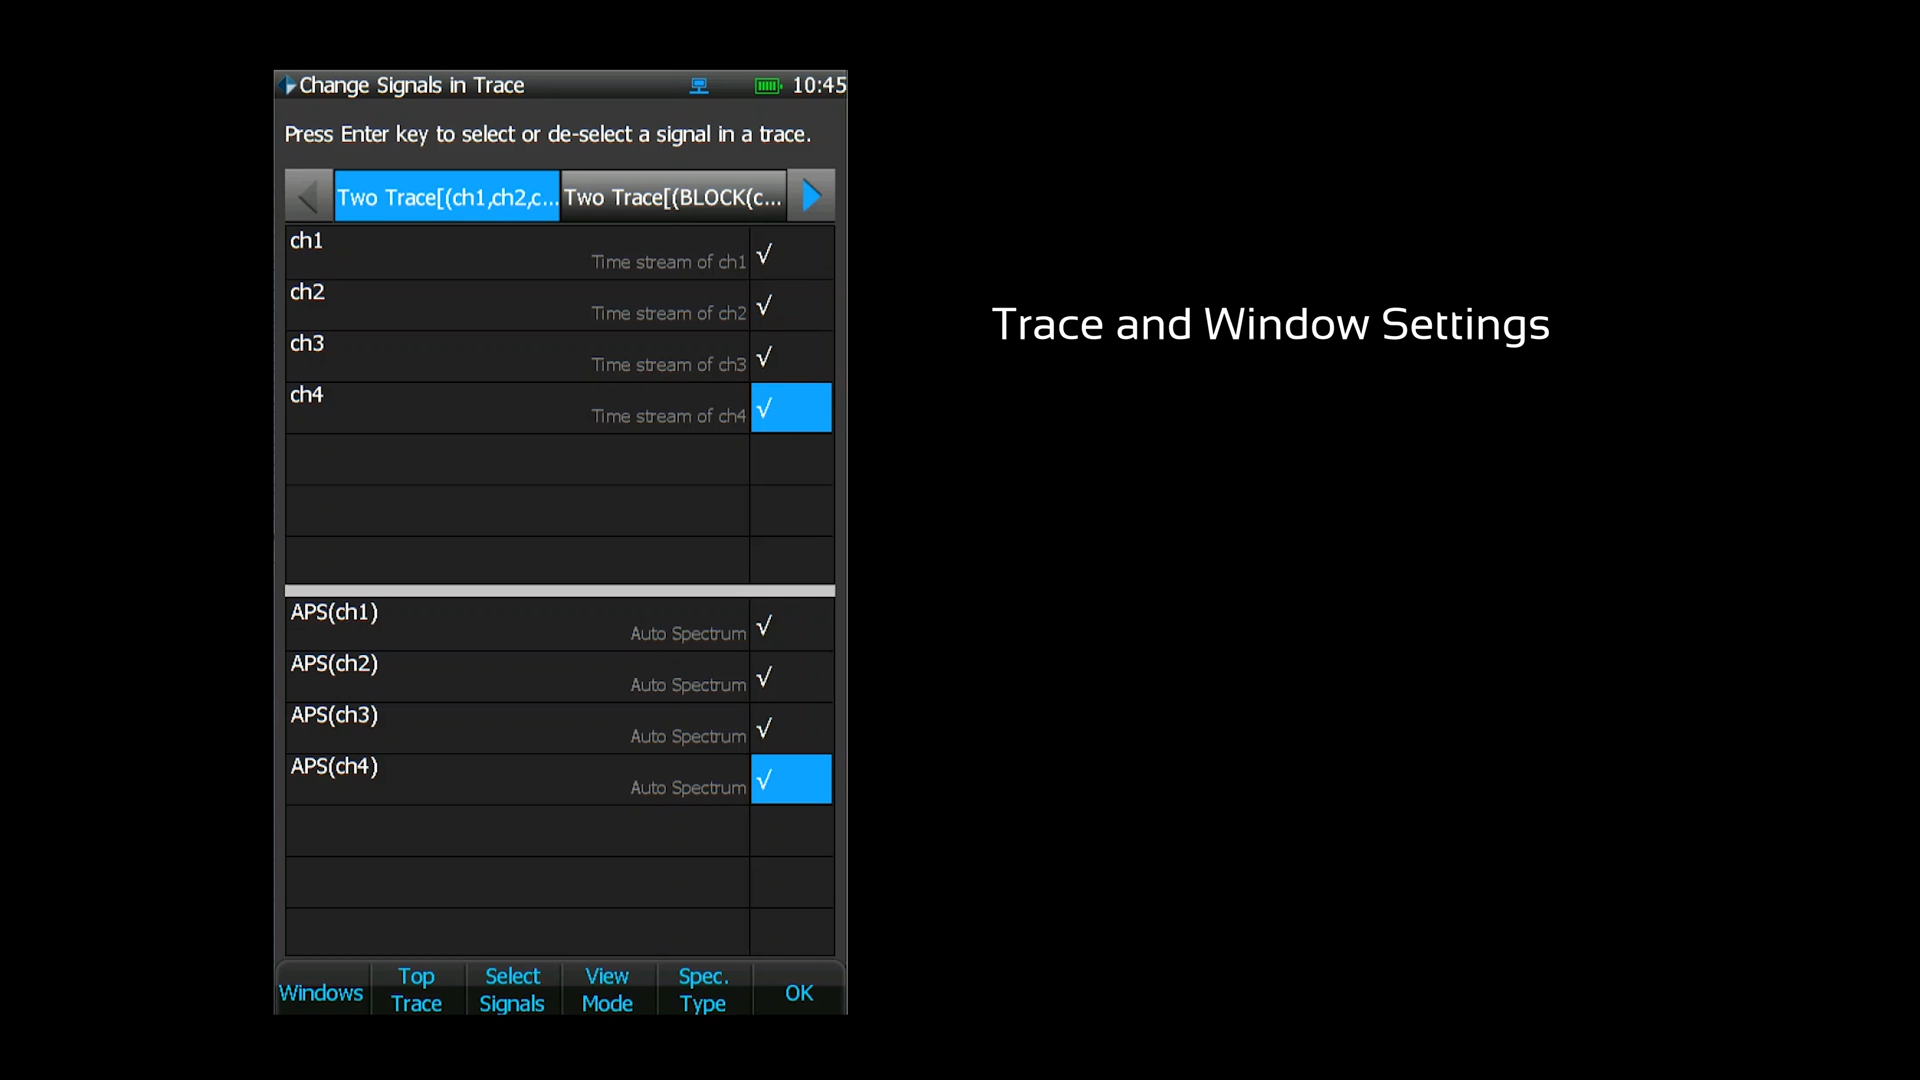 Change Signals in Trace
10:45
Press Enter key to select or de-select a signal in a trace.
Two Trace[(ch1,ch2,c...
Two Trace[(BLOCK(c...
ch1
Time stream of ch1
√
ch2
Time stream of ch2
√
ch3
Time stream of ch3
√
ch4
Time stream of ch4
√
APS(ch1)
Auto Spectrum
√
APS(ch2)
Auto Spectrum
√
APS(ch3)
Auto Spectrum
√
APS(ch4)
Auto Spectrum
√
Windows
Top
Trace
Select
Signals
View
Mode
Spec.
Type
OK
Trace and Window Settings